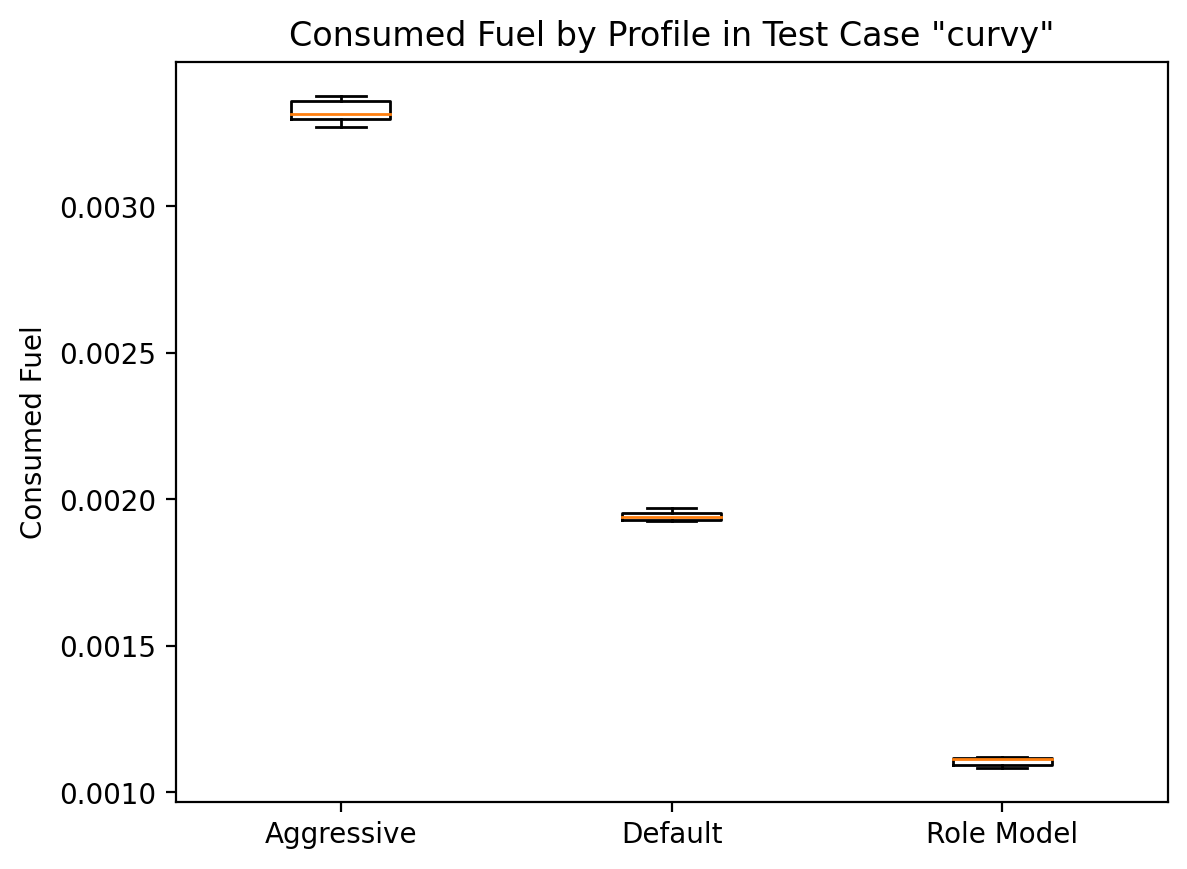 Consumed Fuel by Profile in Test Case "curvy"
Consumed Fuel
0.0030
0.0025
0.0020
0.0015
0.0010
Aggressive
Default
Role Model